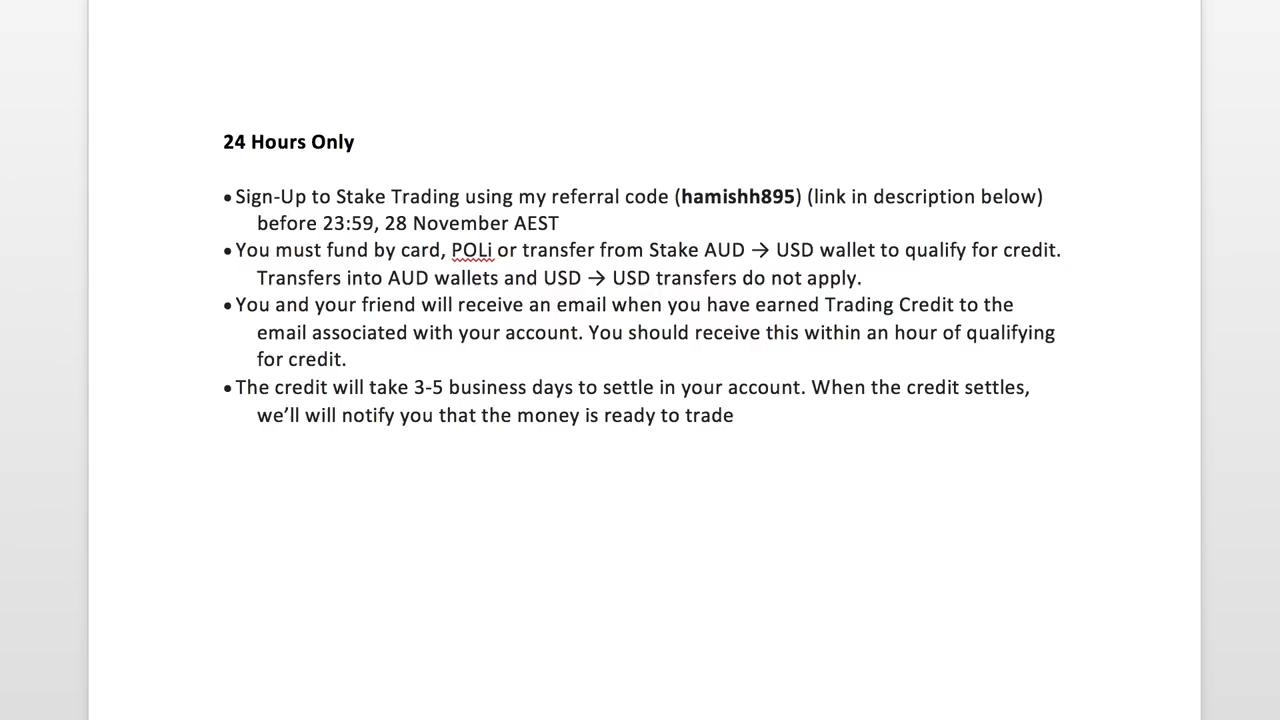 24 Hours Only
• Sign-Up to Stake Trading using my referral code (hamishh895) (link in description below)
before 23:59, 28 November AEST
• You must fund by card, POLi or transfer from Stake AUD → USD wallet to qualify for credit.
Transfers into AUD wallets and USD → USD transfers do not apply.
• You and your friend will receive an email when you have earned Trading Credit to the
email associated with your account. You should receive this within an hour of qualifying
for credit.
• The credit will take 3-5 business days to settle in your account. When the credit settles,
we’ll will notify you that the money is ready to trade